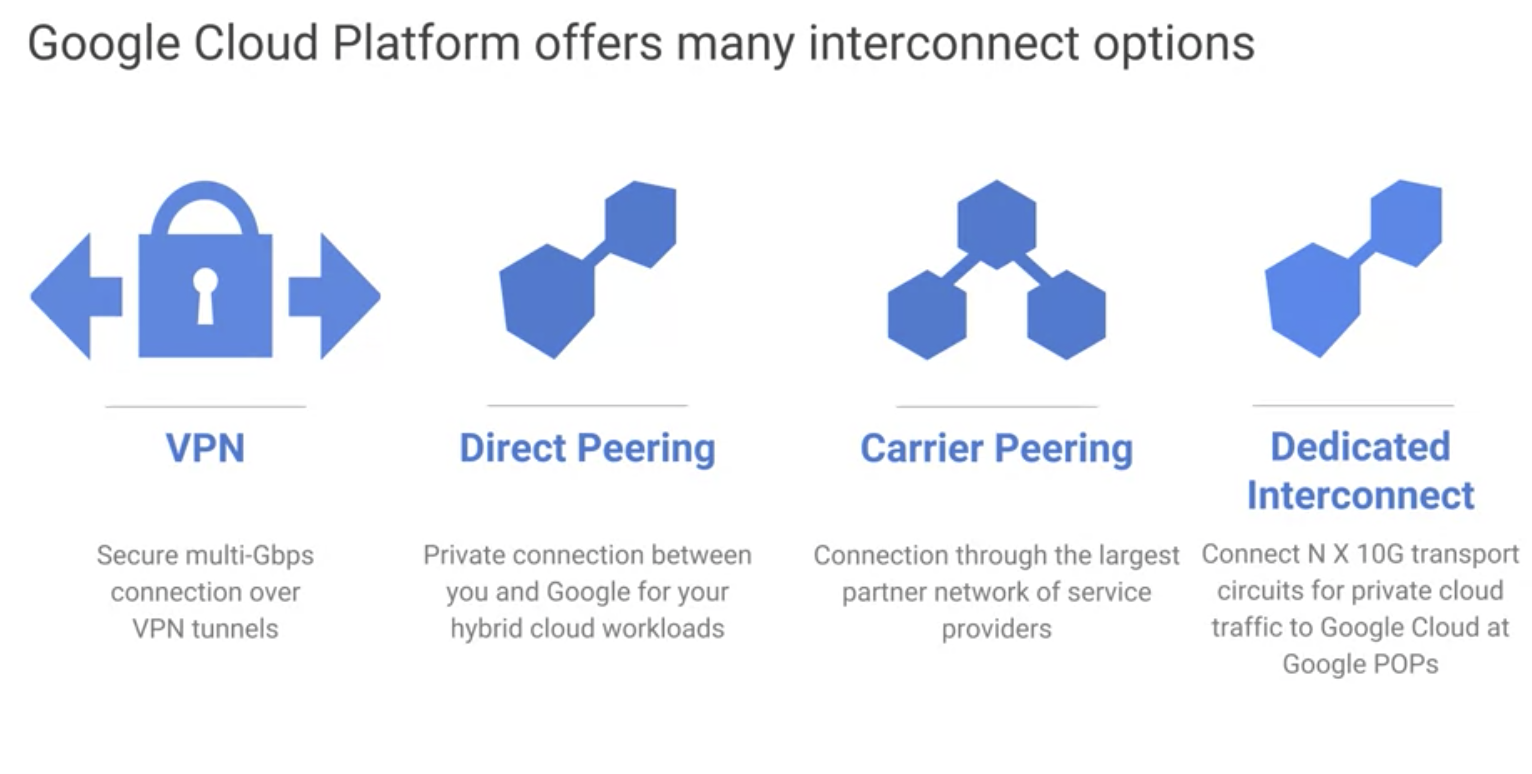 Google Cloud Platform offers many interconnect options
VPN
Secure multi-Gbps
connection over
VPN tunnels
Direct Peering
Private connection between
you and Google for your
hybrid cloud workloads
Carrier Peering
Connection through the largest
partner network of service
providers
Dedicated
Interconnect
Connect N X 10G transport
circuits for private cloud
traffic to Google Cloud at
Google POPs